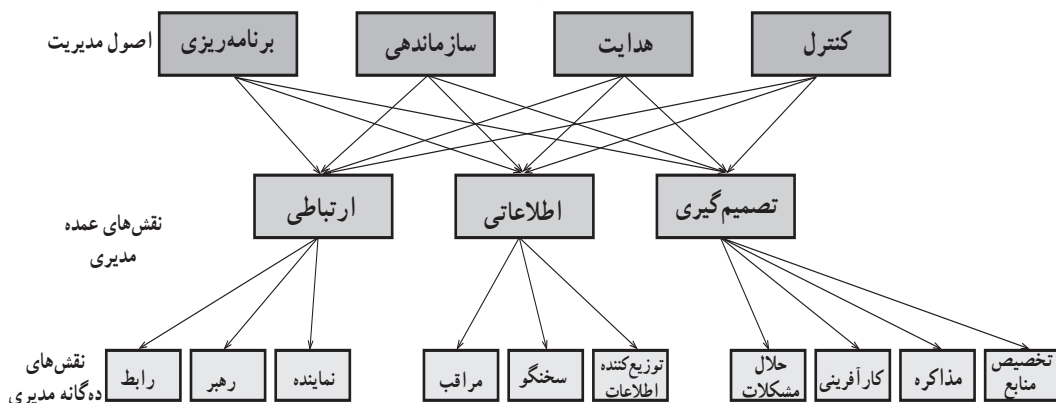 اصول مدیریت
برنامه‌ریزی
سازماندهی
هدایت
کنترل
نقش‌های عمده
مدیری
ارتباطی
اطلاعاتی
تصمیم‌گیری
نقش‌های
ده‌گانه مدیری
رابط
رهبر
نماینده
مراقب
سخنگو
توزیع‌کننده
اطلاعات
حلال
مشکلات
کارآفرینی
مذاکره
تخصیص
منابع